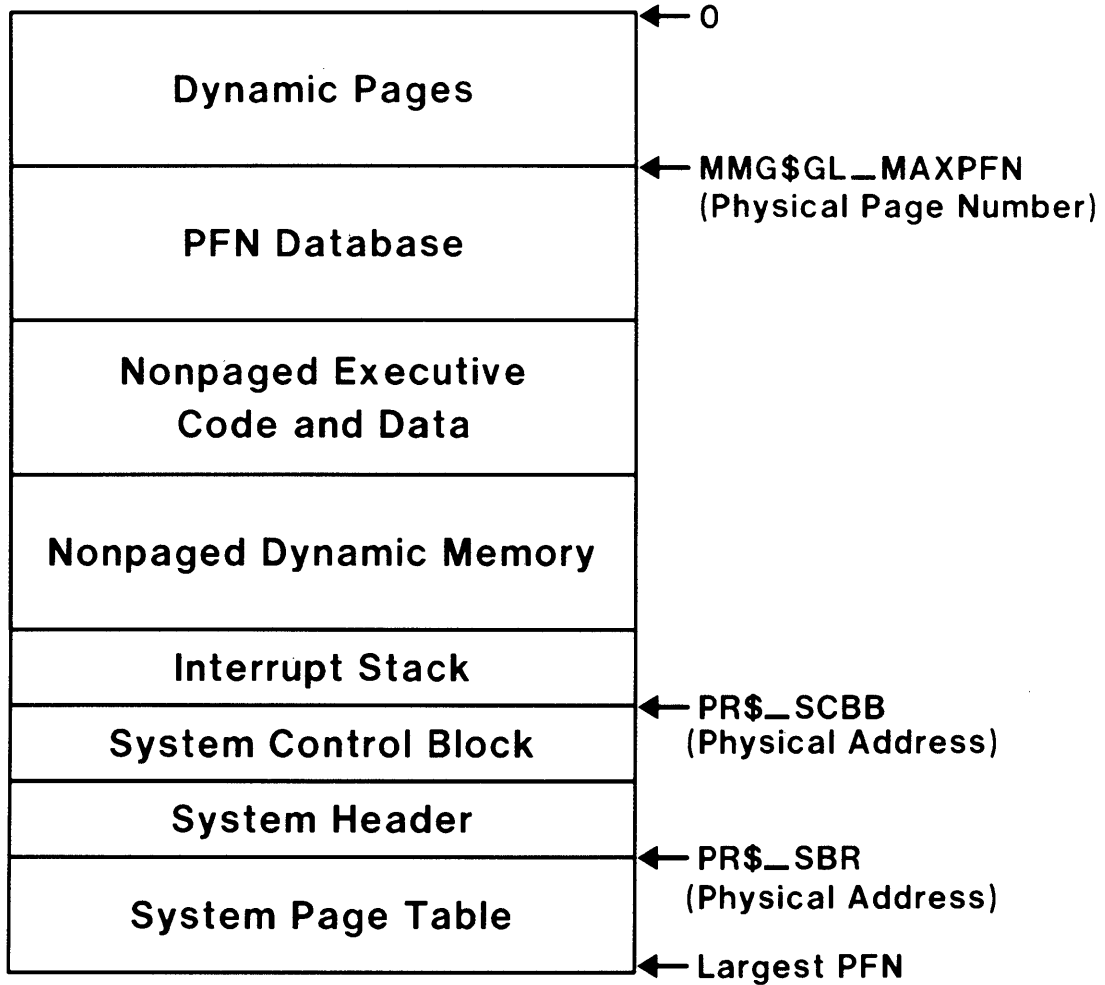 0
Dynamic Pages
MMG$GL_MAXPFN
(Physical Page Number)
PFN Database
Nonpaged Executive
Code and Data
Nonpaged Dynamic Memory
Interrupt Stack
PR$_SCBB
(Physical Address)
System Control Block
System Header
PR$_SBR
(Physical Address)
System Page Table
Largest PFN